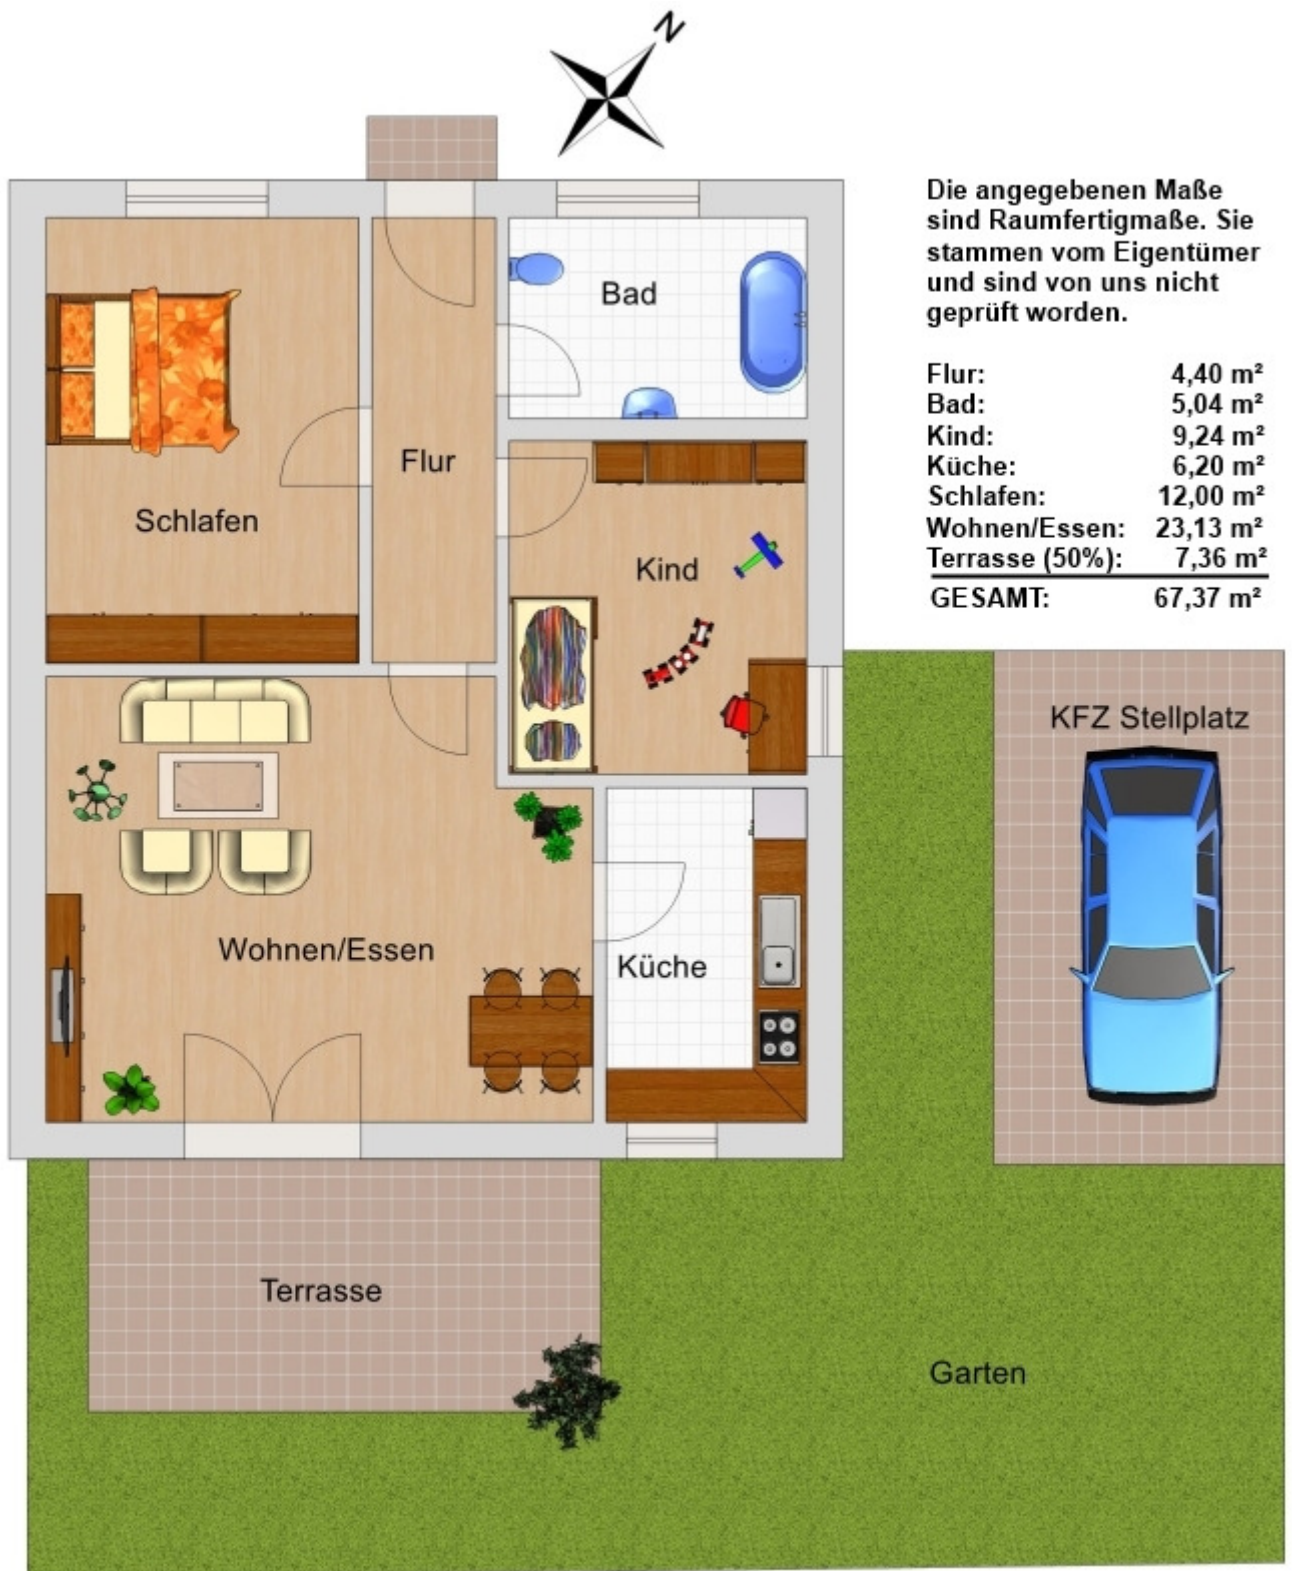 N
Die angegebenen Maße
sind Raumfertigmaße. Sie
stammen vom Eigentümer
und sind von uns nicht
geprüft worden.
Flur: 4,40 m²
Bad: 5,04 m²
Kind: 9,24 m²
Küche: 6,20 m²
Schlafen: 12,00 m²
Wohnen/Essen: 23,13 m²
Terrasse (50%): 7,36 m²
GESAMT: 67,37 m²
Bad
Flur
Schlafen
Kind
KFZ Stellplatz
Wohnen/Essen
Küche
Terrasse
Garten